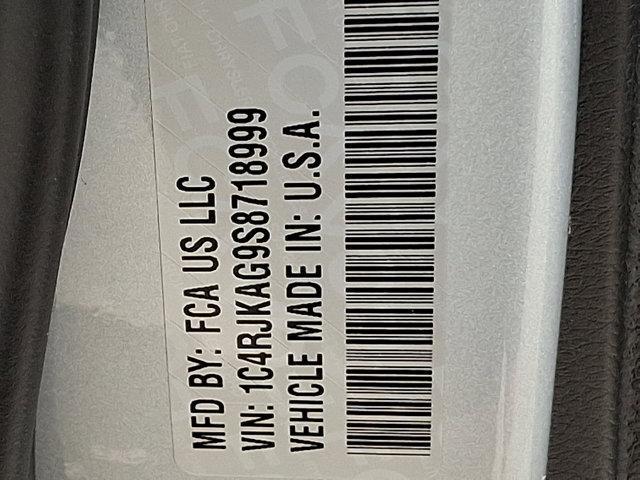 MFD BY: FCA US LLC
VIN: 1C4RJKAG9S8718999
VEHICLE MADE IN: U.S.A.